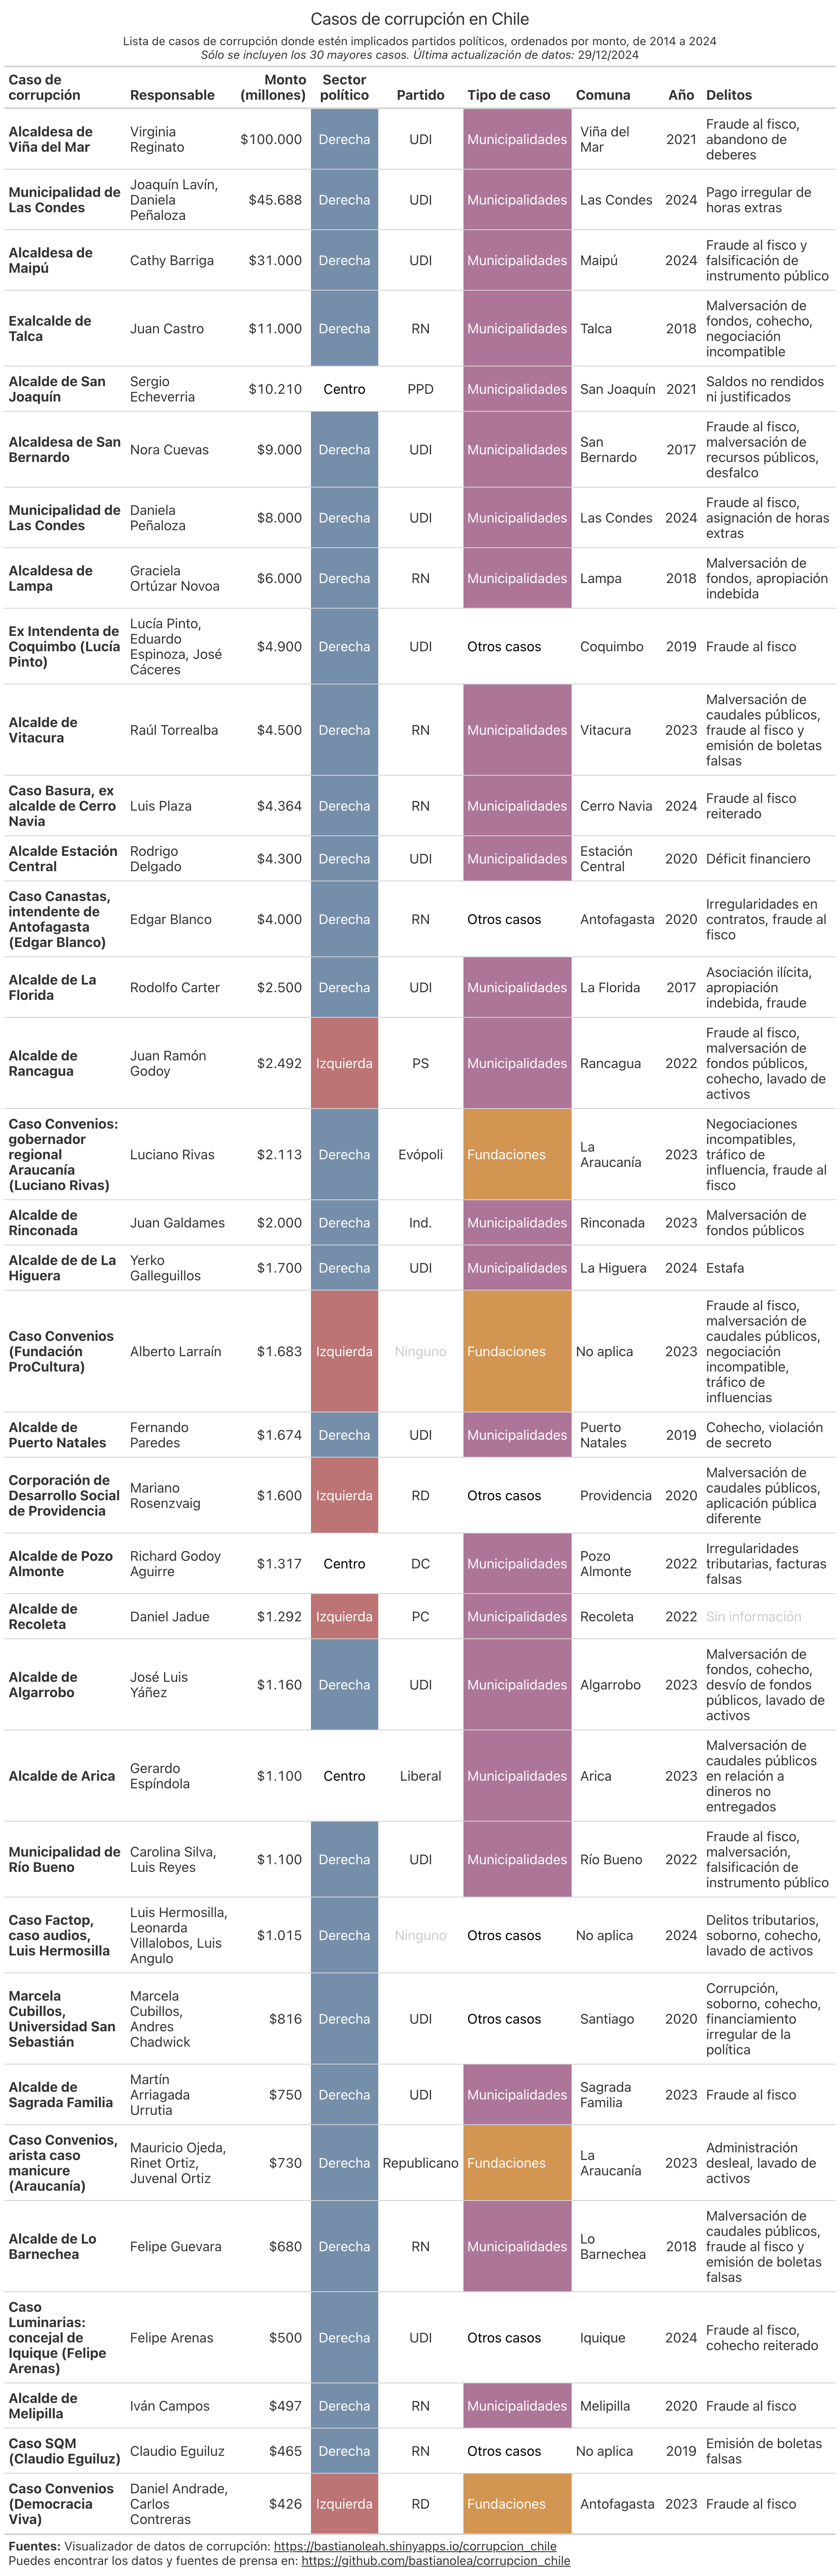 Casos de corrupción en Chile
Lista de casos de corrupción donde estén implicados partidos políticos, ordenados por monto, de 2014 a 2024
Sólo se incluyen los 30 mayores casos. Última actualización de datos: 29/12/2024
Caso de corrupción Responsable Monto (millones) Sector político Partido Tipo de caso Comuna Año Delitos
Alcaldesa de Viña del Mar Virginia Reginato $100.000 Derecha UDI Municipalidades Viña del Mar 2021 Fraude al fisco, abandono de deberes
Municipalidad de Las Condes Joaquín Lavín, Daniela Peñaloza $45.688 Derecha UDI Municipalidades Las Condes 2024 Pago irregular de horas extras
Alcaldesa de Maipú Cathy Barriga $31.000 Derecha UDI Municipalidades Maipú 2024 Fraude al fisco y falsificación de instrumento público
Exalcalde de Talca Juan Castro $11.000 Derecha RN Municipalidades Talca 2018 Malversación de fondos, cohecho, negociación incompatible
Alcalde de San Joaquín Sergio Echeverria $10.210 Centro PPD Municipalidades San Joaquín 2021 Saldos no rendidos ni justificados
Alcaldesa de San Bernardo Nora Cuevas $9.000 Derecha UDI Municipalidades San Bernardo 2017 Fraude al fisco, malversación de recursos públicos, desfalco
Municipalidad de Las Condes Daniela Peñaloza $8.000 Derecha UDI Municipalidades Las Condes 2024 Fraude al fisco, asignación de horas extras
Alcaldesa de Lampa Graciela Ortúzar Novoa $6.000 Derecha RN Municipalidades Lampa 2018 Malversación de fondos, apropiación indebida
Ex Intendenta de Coquimbo (Lucía Pinto) Lucía Pinto, Eduardo Espinoza, José Cáceres $4.900 Derecha UDI Otros casos Coquimbo 2019 Fraude al fisco
Alcalde de Vitacura Raúl Torrealba $4.500 Derecha RN Municipalidades Vitacura 2023 Malversación de caudales públicos, fraude al fisco y emisión de boletas falsas
Caso Basura, ex alcalde de Cerro Navia Luis Plaza $4.364 Derecha RN Municipalidades Cerro Navia 2024 Fraude al fisco reiterado
Alcalde Estación Central Rodrigo Delgado $4.300 Derecha UDI Municipalidades Estación Central 2020 Déficit financiero
Caso Canastas, intendente de Antofagasta (Edgar Blanco) Edgar Blanco $4.000 Derecha RN Otros casos Antofagasta 2020 Irregularidades en contratos, fraude al fisco
Alcalde de La Florida Rodolfo Carter $2.500 Derecha UDI Municipalidades La Florida 2017 Asociación ilícita, apropiación indebida, fraude
Alcalde de Rancagua Juan Ramón Godoy $2.492 Izquierda PS Municipalidades Rancagua 2022 Fraude al fisco, malversación de fondos públicos, cohecho, lavado de activos
Caso Convenios: gobernador regional Araucanía (Luciano Rivas) Luciano Rivas $2.113 Derecha Evópoli Fundaciones La Araucanía 2023 Negociaciones incompatibles, tráfico de influencia, fraude al fisco
Alcalde de Rinconada Juan Galdames $2.000 Derecha Ind. Municipalidades Rinconada 2023 Malversación de fondos públicos
Alcalde de de La Higuera Yerko Galleguillos $1.700 Derecha UDI Municipalidades La Higuera 2024 Estafa
Caso Convenios (Fundación ProCultura) Alberto Larraín $1.683 Izquierda Ninguno Fundaciones No aplica 2023 Fraude al fisco, malversación de caudales públicos, negociación incompatible, tráfico de influencias
Alcalde de Puerto Natales Fernando Paredes $1.674 Derecha UDI Municipalidades Puerto Natales 2019 Cohecho, violación de secreto
Corporación de Desarrollo Social de Providencia Mariano Rosenzvaig $1.600 Izquierda RD Otros casos Providencia 2020 Malversación de caudales públicos, aplicación pública diferente
Alcalde de Pozo Almonte Richard Godoy Aguirre $1.317 Centro DC Municipalidades Pozo Almonte 2022 Irregularidades tributarias, facturas falsas
Alcalde de Recoleta Daniel Jadue $1.292 Izquierda PC Municipalidades Recoleta 2022 Sin información
Alcalde de Algarrobo José Luis Yáñez $1.160 Derecha UDI Municipalidades Algarrobo 2023 Malversación de fondos, cohecho, desvío de fondos públicos, lavado de activos
Alcalde de Arica Gerardo Espíndola $1.100 Centro Liberal Municipalidades Arica 2023 Malversación de caudales públicos en relación a dineros no entregados
Municipalidad de Río Bueno Carolina Silva, Luis Reyes $1.100 Derecha UDI Municipalidades Río Bueno 2022 Fraude al fisco, malversación, falsificación de instrumento público
Caso Factop, caso audios, Luis Hermosilla Luis Hermosilla, Leonarda Villalobos, Luis Angulo $1.015 Derecha Ninguno Otros casos No aplica 2024 Delitos tributarios, soborno, cohecho, lavado de activos
Marcela Cubillos, Universidad San Sebastián Marcela Cubillos, Andres Chadwick $816 Derecha UDI Otros casos Santiago 2020 Corrupción, soborno, cohecho, financiamiento irregular de la política
Alcalde de Sagrada Familia Martín Arriagada Urrutia $750 Derecha UDI Municipalidades Sagrada Familia 2023 Fraude al fisco
Caso Convenios, arista caso manicure (Araucanía) Mauricio Ojeda, Rinet Ortiz, Juvenal Ortiz $730 Derecha Republicano Fundaciones La Araucanía 2023 Administración desleal, lavado de activos
Alcalde de Lo Barnechea Felipe Guevara $680 Derecha RN Municipalidades Lo Barnechea 2018 Malversación de caudales públicos, fraude al fisco y emisión de boletas falsas
Caso Luminarias: concejal de Iquique (Felipe Arenas) Felipe Arenas $500 Derecha UDI Otros casos Iquique 2024 Fraude al fisco, cohecho reiterado
Alcalde de Melipilla Iván Campos $497 Derecha RN Municipalidades Melipilla 2020 Fraude al fisco
Caso SQM (Claudio Eguiluz) Claudio Eguiluz $465 Derecha RN Otros casos No aplica 2019 Emisión de boletas falsas
Caso Convenios (Democracia Viva) Daniel Andrade, Carlos Contreras $426 Izquierda RD Fundaciones Antofagasta 2023 Fraude al fisco
Fuentes: Visualizador de datos de corrupción: https://bastianoleah.shinyapps.io/corrupcion_chile
Puedes encontrar los datos y fuentes de prensa en: https://github.com/bastianolea/corrupcion_chile